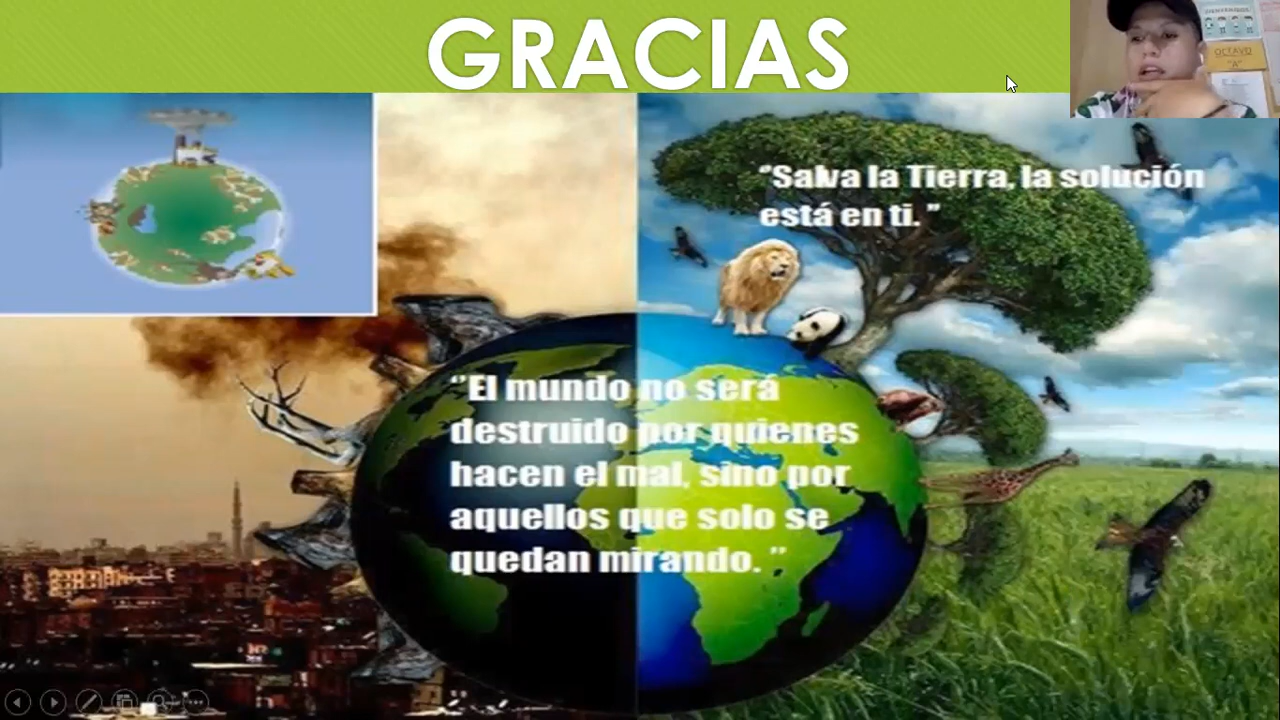 GRACIAS
BIENVENIDOS
OCTAVO
"A"
“Salva la Tierra, la solución
está en ti. ”
“El mundo no será
destruido por quienes
hacen el mal, sino por
aquellos que solo se
quedan mirando. ”